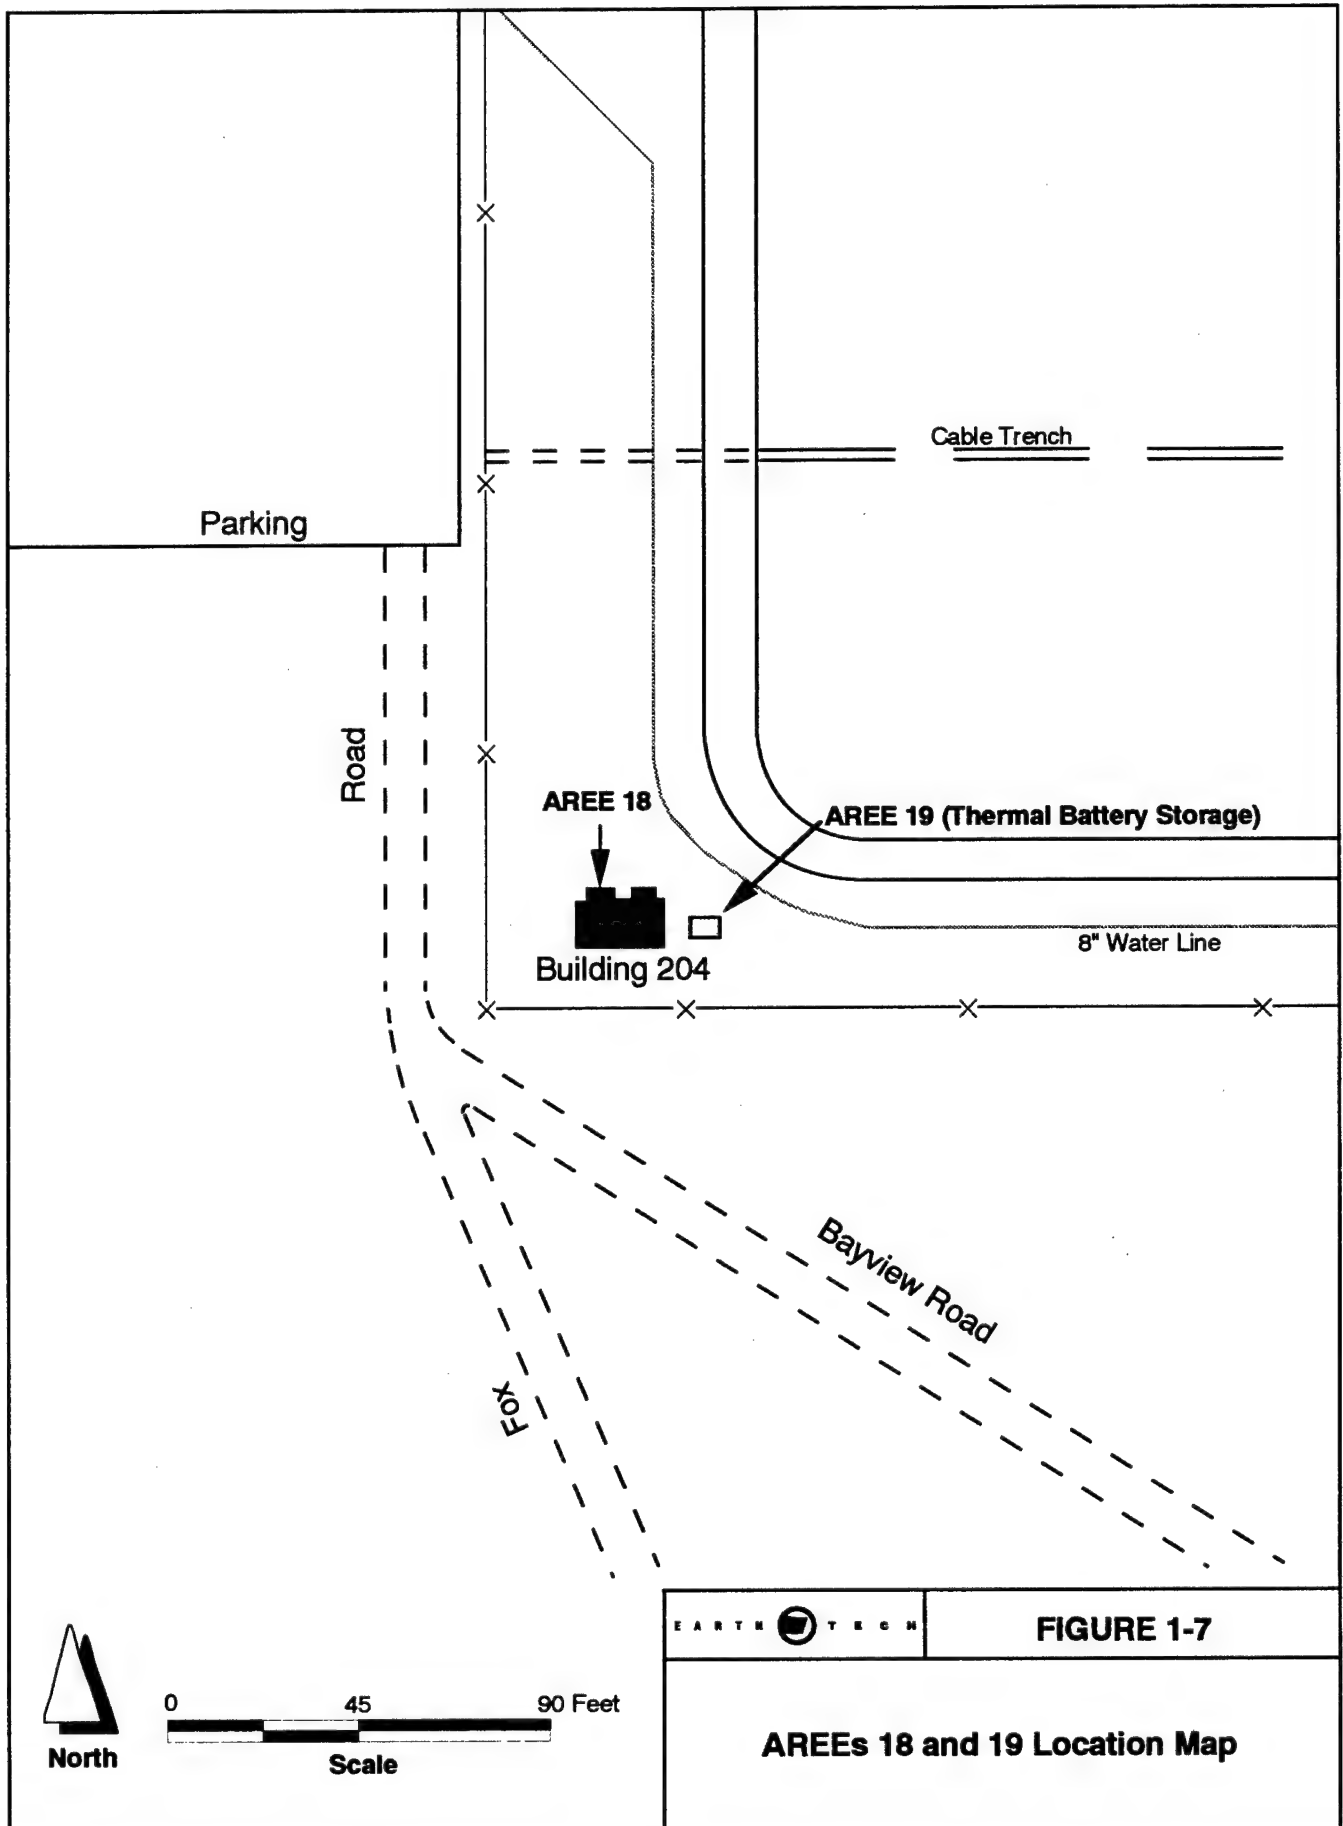 Cable Trench
Parking
Road
AREE 18
AREE 19 (Thermal Battery Storage)
Building 204
8" Water Line
Bayview Road
Fox
EARTH TECH
FIGURE 1-7
0 45 90 Feet
North
Scale
AREEs 18 and 19 Location Map